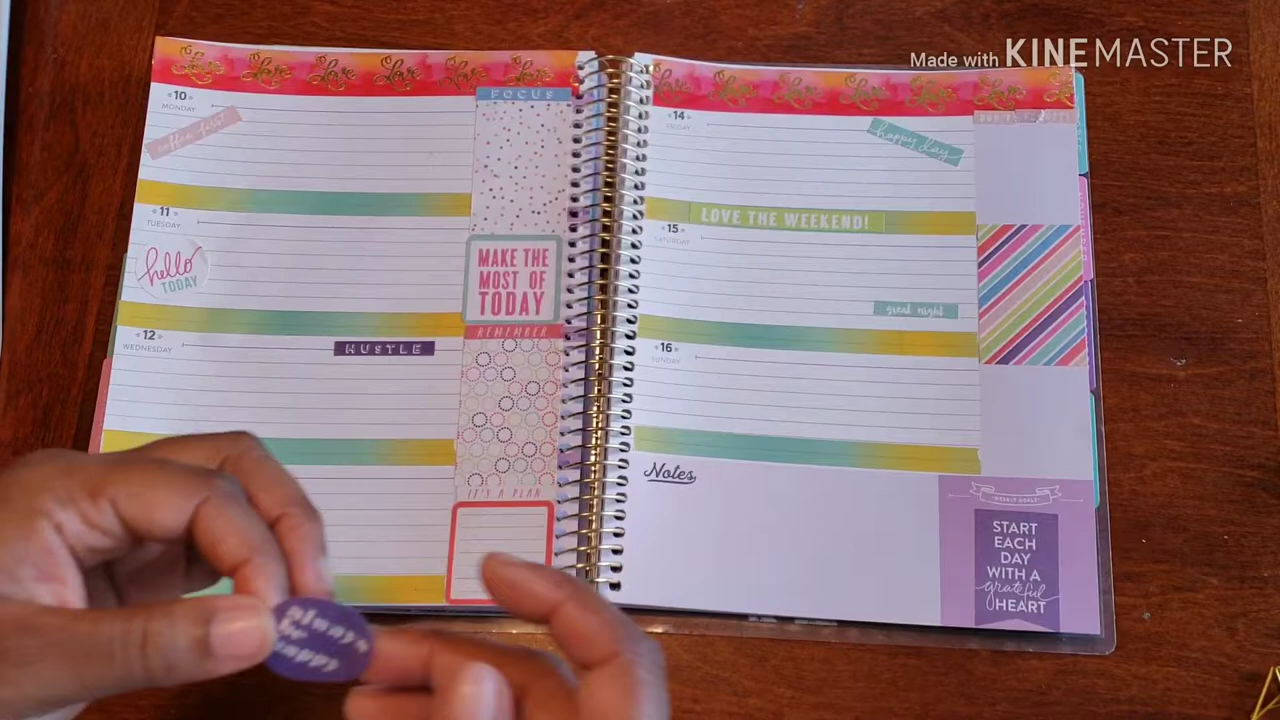 Made with KINEMASTER
Love Love Love Love Love Love
Love Love Love Love Love
10
MONDAY
coffee first
FOCUS
11
TUESDAY
hello
TODAY
MAKE THE
MOST OF
TODAY
REMEMBER
12
WEDNESDAY
HUSTLE
IT'S A PLAN
always
be
happy
14
FRIDAY
happy day
LOVE THE WEEKEND!
15
SATURDAY
great night
16
SUNDAY
Notes
WEEKLY GOALS
START
EACH
DAY
WITH A
grateful
HEART